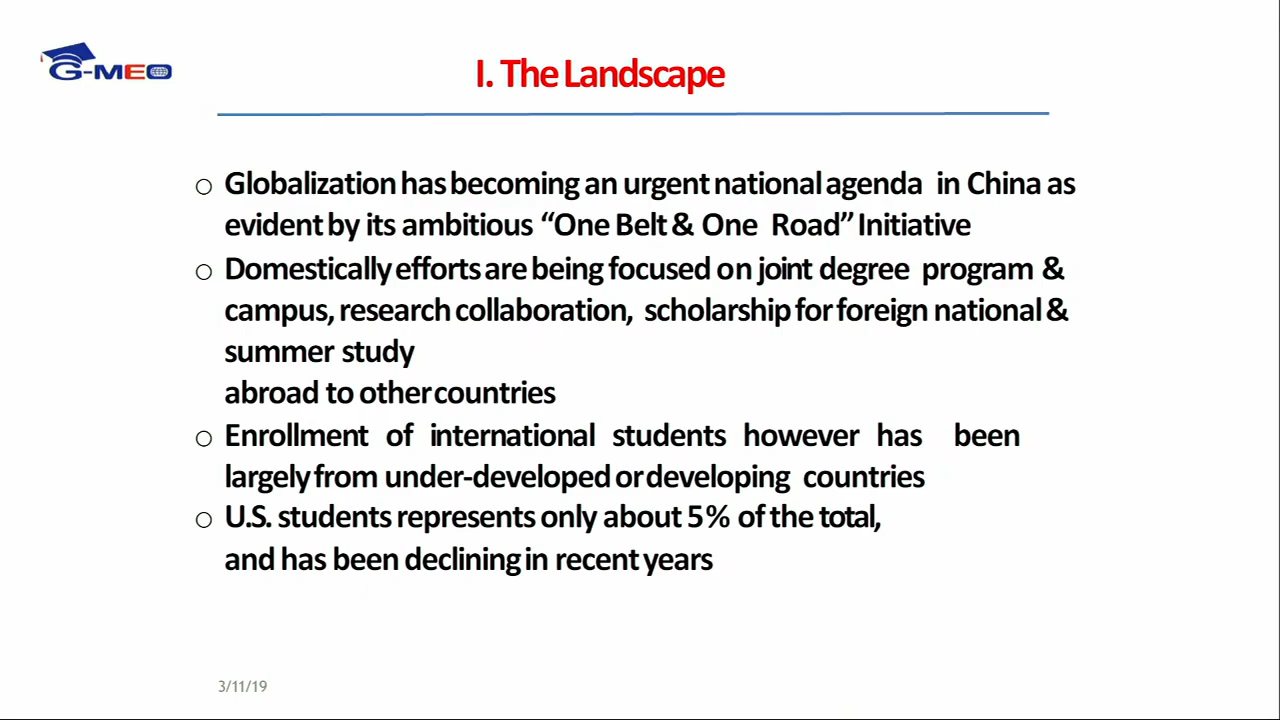 G-MEO
I. The Landscape
○ Globalization has becoming an urgent national agenda in China as
evident by its ambitious “One Belt & One Road” Initiative
○ Domestically efforts are being focused on joint degree program &
campus, research collaboration, scholarship for foreign national &
summer study
abroad to other countries
○ Enrollment of international students however has been
largely from under-developed or developing countries
○ U.S. students represents only about 5% of the total,
and has been declining in recent years
3/11/19